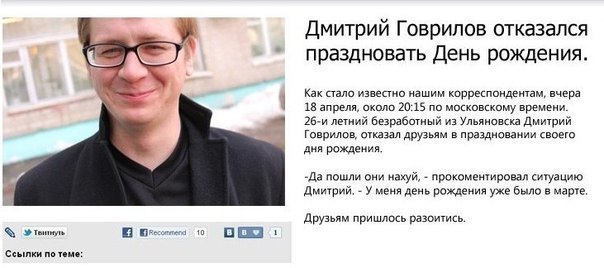 Дмитрий Говрилов отказался
праздновать День рождения.
Как стало известно нашим корреспондентам, вчера
18 апреля, около 20:15 по московскому времени.
26-и летний безработный из Ульяновска Дмитрий
Говрилов, отказал друзьям в праздновании своего
дня рождения.
-Да пошли они нахуй, - прокоментировал ситуацию
Дмитрий. - У меня день рождения уже было в марте.
Друзьям пришлось разоитись.
Твитнуть
Recommend 10
В 1
Ссылки по теме: